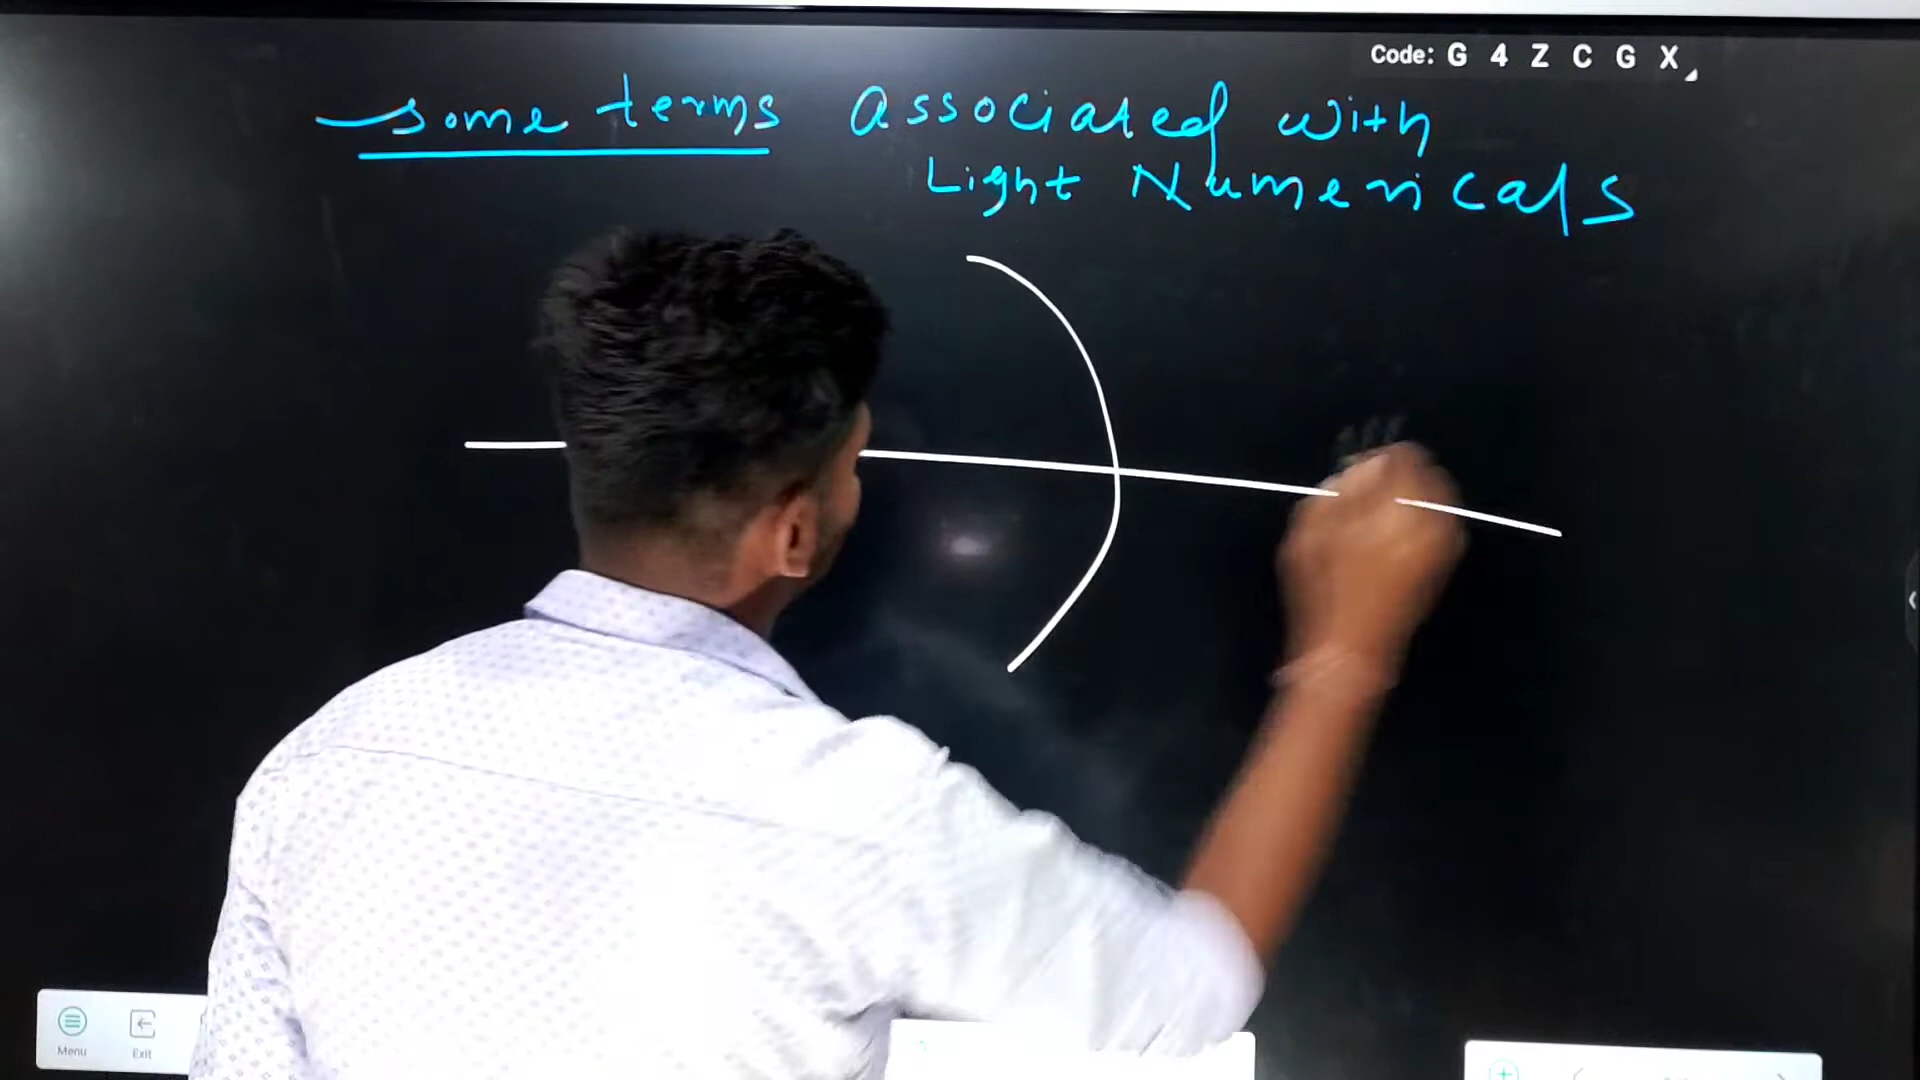 Code: G 4 Z C G X
some terms associated with
Light Numericals
Menu
Exit